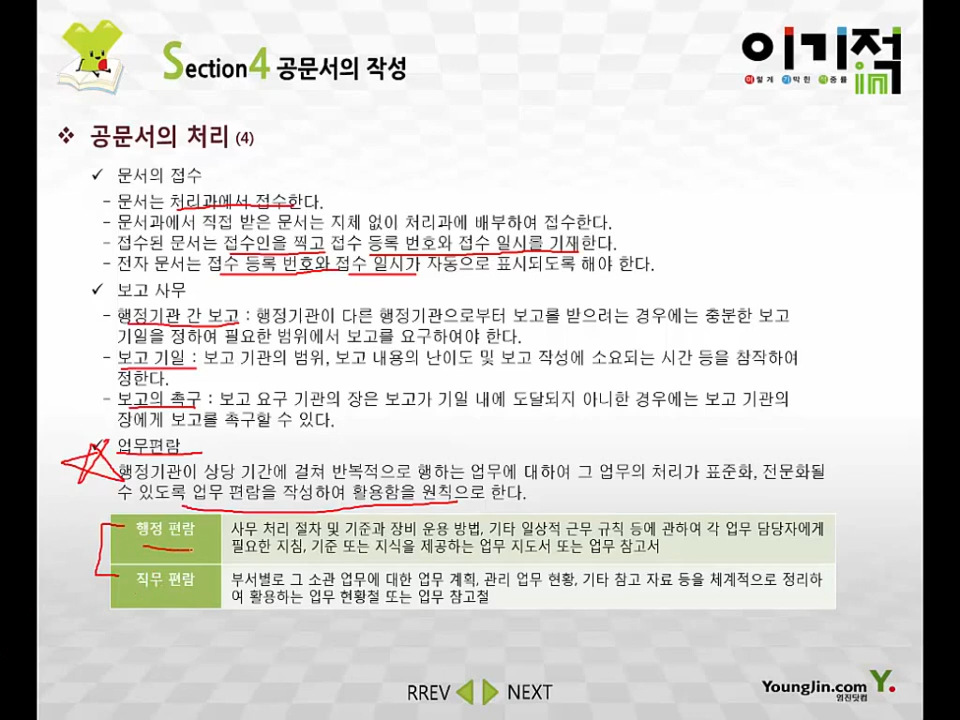 Section4 공문서의 작성
이기적in
이렇게 기막힌 적중률
❖ 공문서의 처리 (4)
✓ 문서의 접수
- 문서는 처리과에서 접수한다.
- 문서과에서 직접 받은 문서는 지체 없이 처리과에 배부하여 접수한다.
- 접수된 문서는 접수인을 찍고 접수 등록 번호와 접수 일시를 기재한다.
- 전자 문서는 접수 등록 번호와 접수 일시가 자동으로 표시되도록 해야 한다.
✓ 보고 사무
- 행정기관 간 보고 : 행정기관이 다른 행정기관으로부터 보고를 받으려는 경우에는 충분한 보고
기일을 정하여 필요한 범위에서 보고를 요구하여야 한다.
- 보고 기일 : 보고 기관의 범위, 보고 내용의 난이도 및 보고 작성에 소요되는 시간 등을 참작하여
정한다.
- 보고의 촉구 : 보고 요구 기관의 장은 보고가 기일 내에 도달되지 아니한 경우에는 보고 기관의
장에게 보고를 촉구할 수 있다.
✓ 업무편람
행정기관이 상당 기간에 걸쳐 반복적으로 행하는 업무에 대하여 그 업무의 처리가 표준화, 전문화될
수 있도록 업무 편람을 작성하여 활용함을 원칙으로 한다.
행정 편람
사무 처리 절차 및 기준과 장비 운용 방법, 기타 일상적 근무 규칙 등에 관하여 각 업무 담당자에게
필요한 지침, 기준 또는 지식을 제공하는 업무 지도서 또는 업무 참고서
직무 편람
부서별로 그 소관 업무에 대한 업무 계획, 관리 업무 현황, 기타 참고 자료 등을 체계적으로 정리하
여 활용하는 업무 현황철 또는 업무 참고철
RREV NEXT
YoungJin.com Y.
영진닷컴